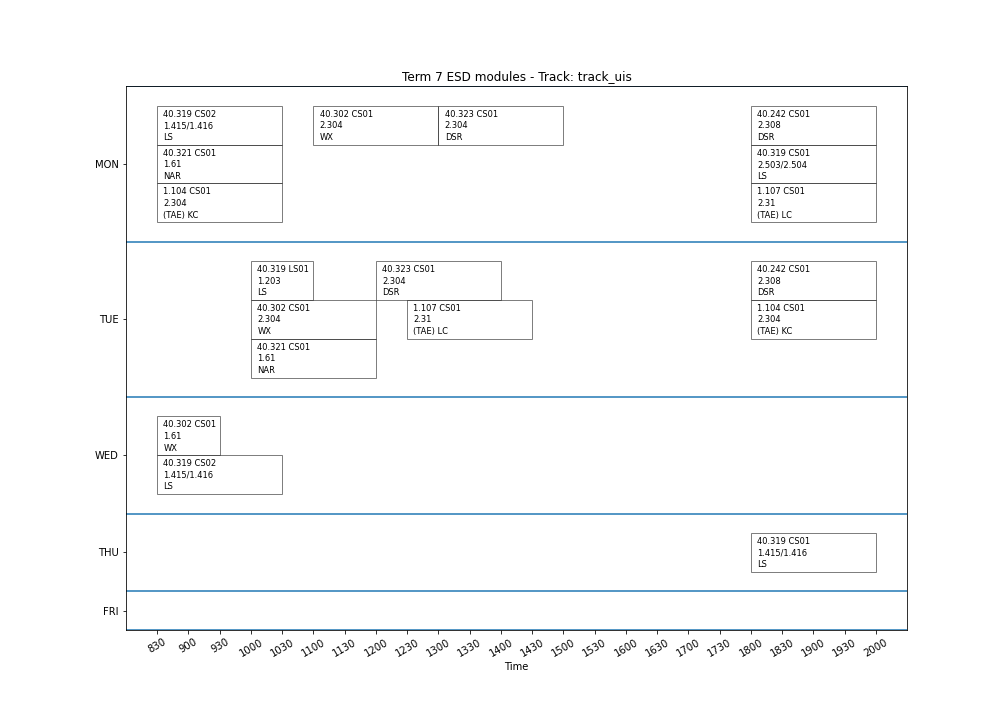 Term 7 ESD modules - Track: track_uis
MON
40.319 CS02
1.415/1.416
LS
40.321 CS01
1.61
NAR
1.104 CS01
2.304
(TAE) KC
40.302 CS01
2.304
WX
40.323 CS01
2.304
DSR
40.242 CS01
2.308
DSR
40.319 CS01
2.503/2.504
LS
1.107 CS01
2.31
(TAE) LC
TUE
40.319 LS01
1.203
LS
40.302 CS01
2.304
WX
40.321 CS01
1.61
NAR
40.323 CS01
2.304
DSR
1.107 CS01
2.31
(TAE) LC
40.242 CS01
2.308
DSR
1.104 CS01
2.304
(TAE) KC
WED
40.302 CS01
1.61
WX
40.319 CS02
1.415/1.416
LS
THU
40.319 CS01
1.415/1.416
LS
FRI
830 900 930 1000 1030 1100 1130 1200 1230 1300 1330 1400 1430 1500 1530 1600 1630 1700 1730 1800 1830 1900 1930 2000
Time